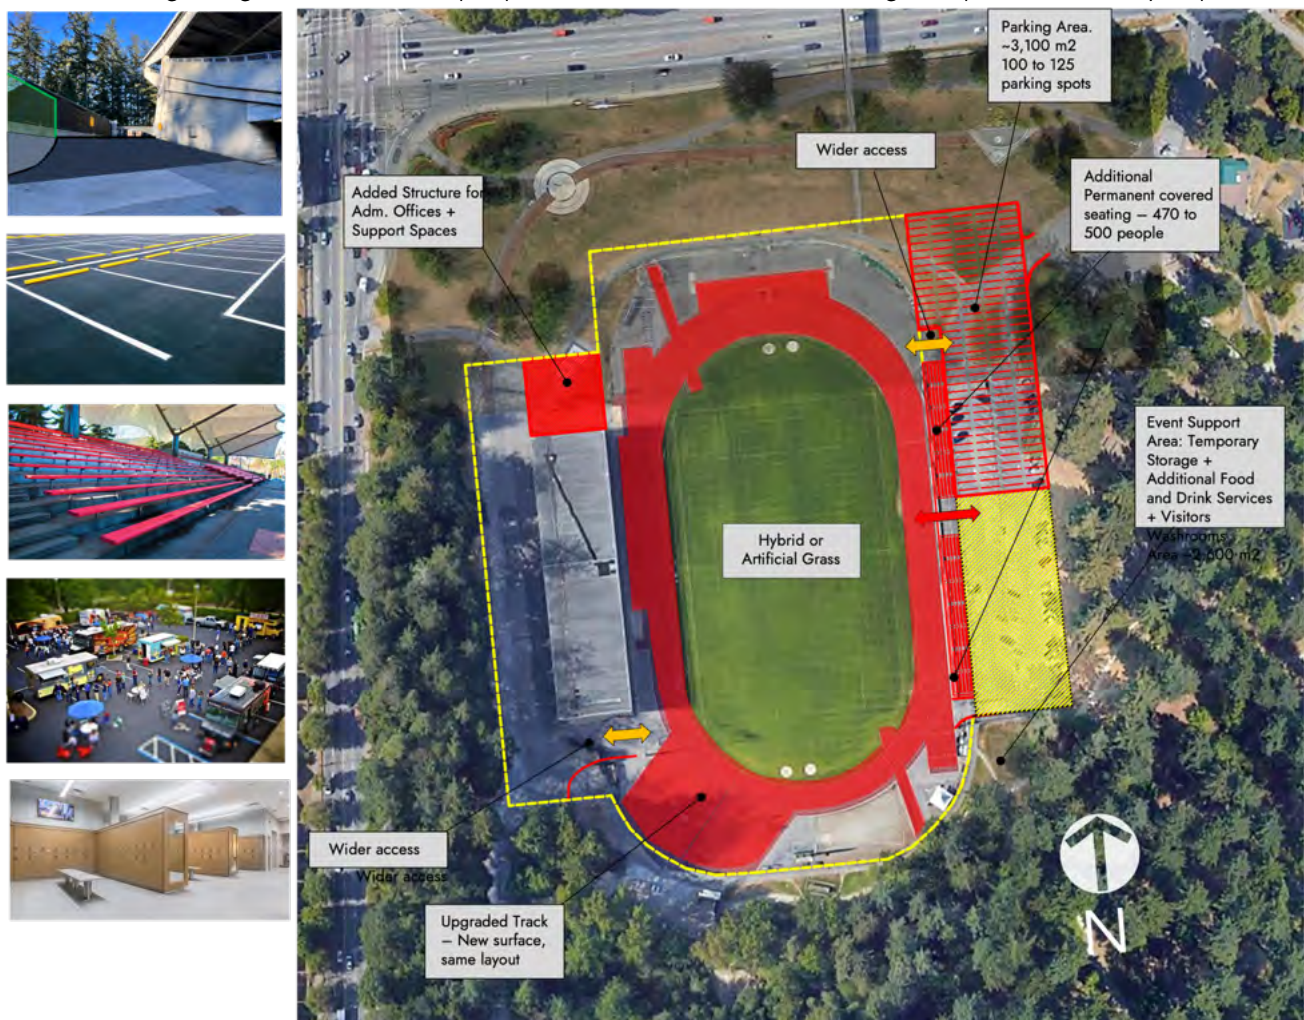 Parking Area.
~3,100 m2
100 to 125
parking spots
Wider access
Additional
Permanent covered
seating – 470 to
500 people
Added Structure for
Adm. Offices +
Support Spaces
Event Support
Area: Temporary
Storage +
Additional Food
and Drink Services
+ Visitors
Washrooms
Area ~2,600 m2
Hybrid or
Artificial Grass
Wider access
Wider access
Upgraded Track
– New surface,
same layout
N